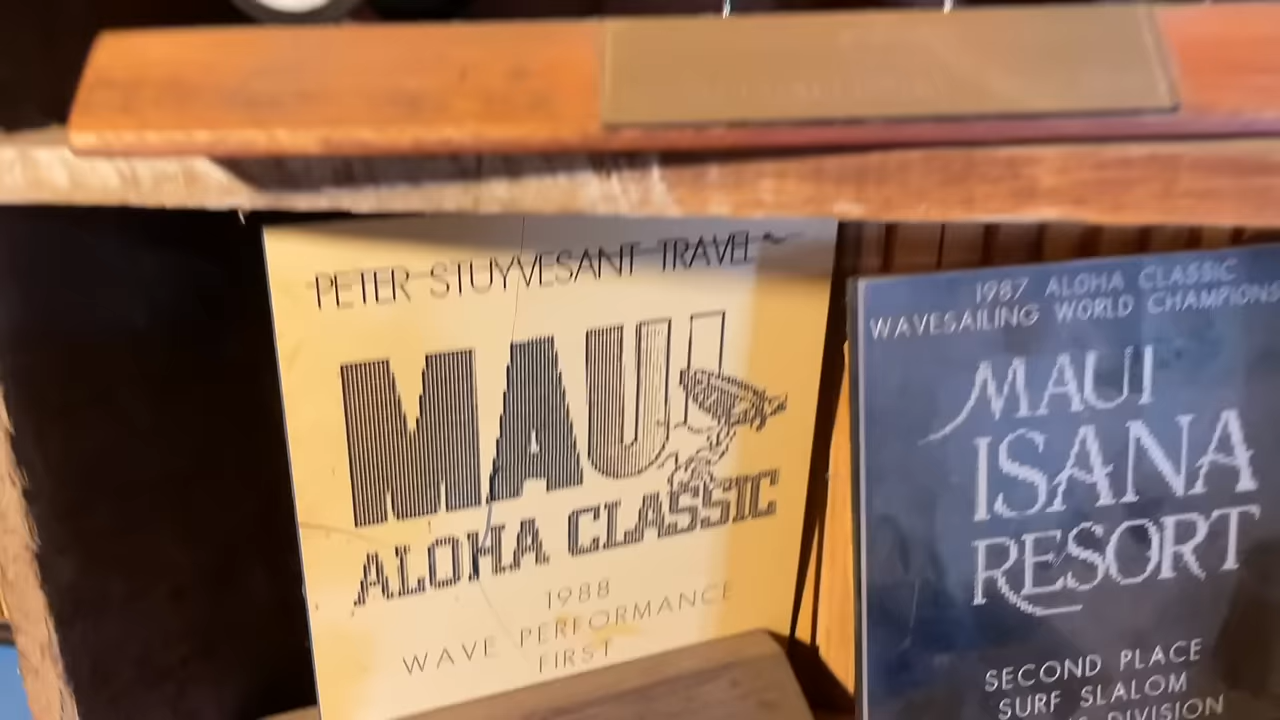 PETER STUYVESANT TRAVEL
MAUI
ALOHA CLASSIC
1988
WAVE PERFORMANCE
FIRST
1987 ALOHA CLASSIC
WAVESAILING WORLD CHAMPIONS
MAUI
ISANA
RESORT
SECOND PLACE
SURF SLALOM
DIVISION